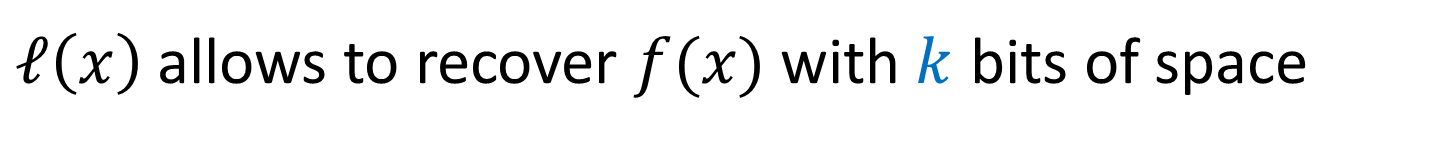 ℓ(x) allows to recover f(x) with k bits of space